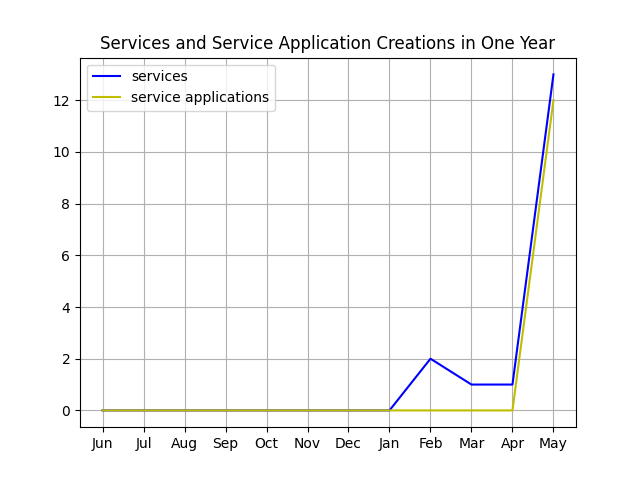 Services and Service Application Creations in One Year
services
service applications
12
10
8
6
4
2
0
Jun Jul Aug Sep Oct Nov Dec Jan Feb Mar Apr May